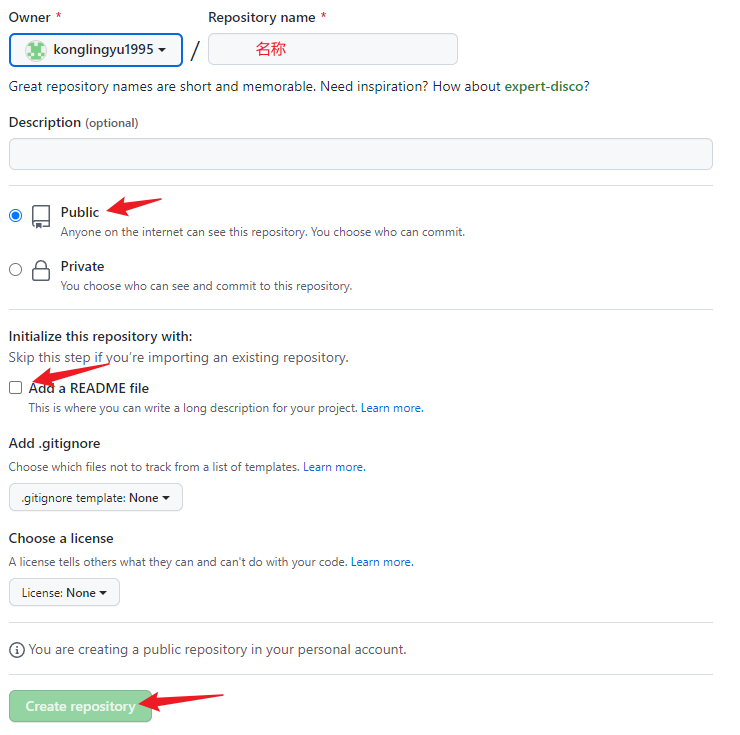 Owner * Repository name *
konglingyu1995 / 名称
Great repository names are short and memorable. Need inspiration? How about expert-disco?
Description (optional)
Public
Anyone on the internet can see this repository. You choose who can commit.
Private
You choose who can see and commit to this repository.
Initialize this repository with:
Skip this step if you're importing an existing repository.
Add a README file
This is where you can write a long description for your project. Learn more.
Add .gitignore
Choose which files not to track from a list of templates. Learn more.
.gitignore template: None
Choose a license
A license tells others what they can and can't do with your code. Learn more.
License: None
You are creating a public repository in your personal account.
Create repository